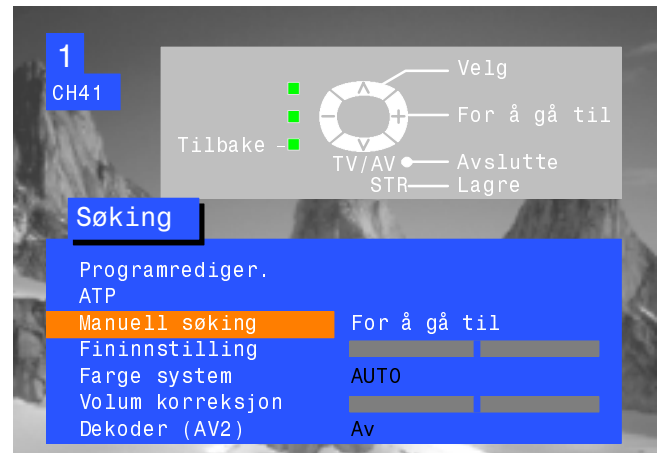 1
CH41
Velg
For å gå til
Tilbake
TV/AV Avslutte
STR Lagre
Søking
Programrediger.
ATP
Manuell søking For å gå til
Fininnstilling
Farge system AUTO
Volum korreksjon
Dekoder (AV2) Av